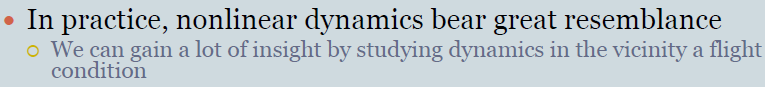 In practice, nonlinear dynamics bear great resemblance
We can gain a lot of insight by studying dynamics in the vicinity a flight
condition